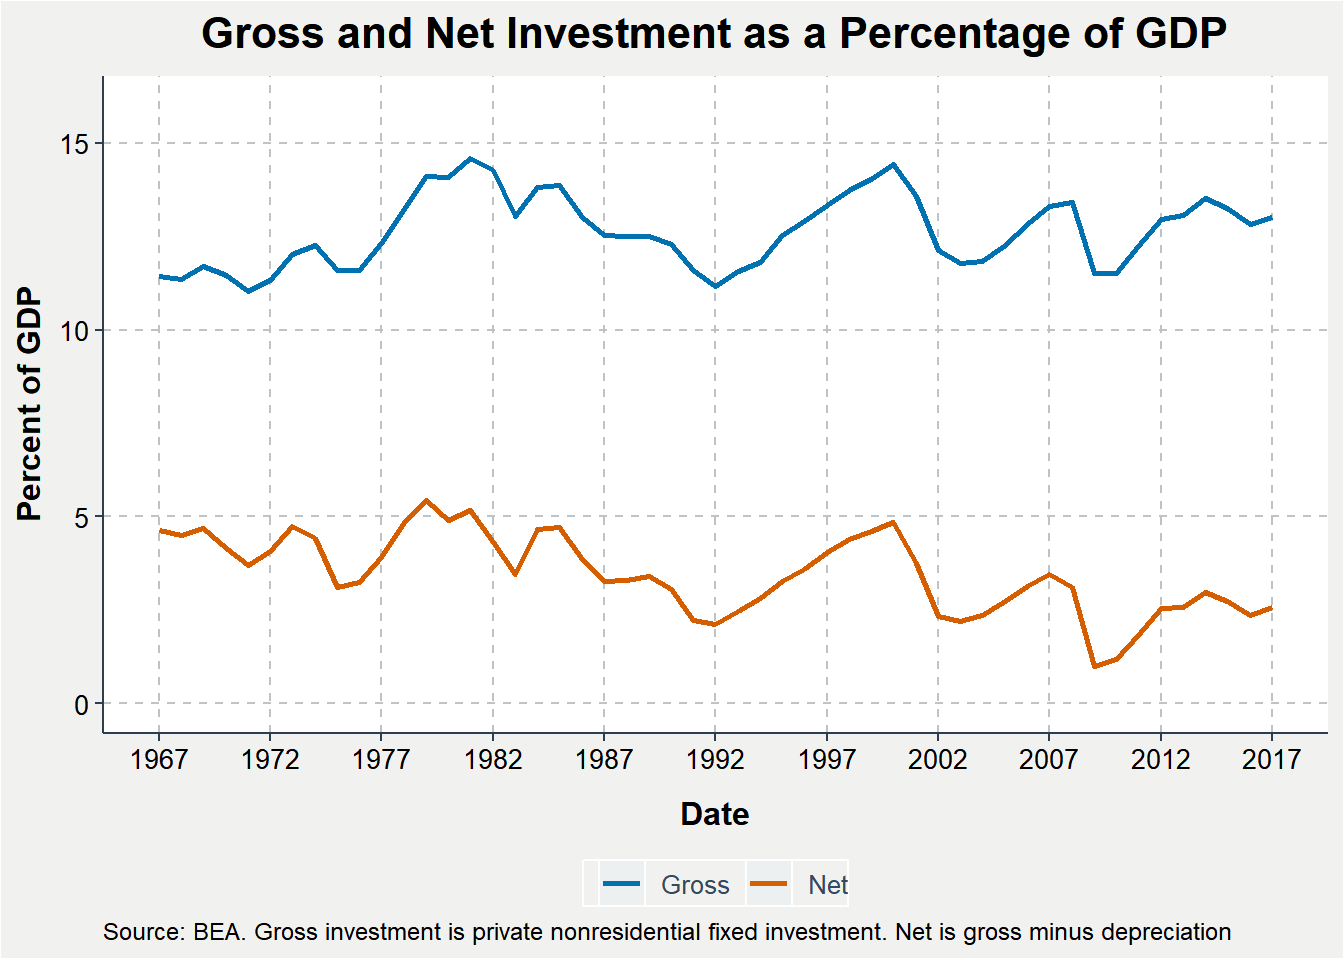 Gross and Net Investment as a Percentage of GDP
Percent of GDP
15
10
5
0
1967 1972 1977 1982 1987 1992 1997 2002 2007 2012 2017
Date
Gross Net
Source: BEA. Gross investment is private nonresidential fixed investment. Net is gross minus depreciation